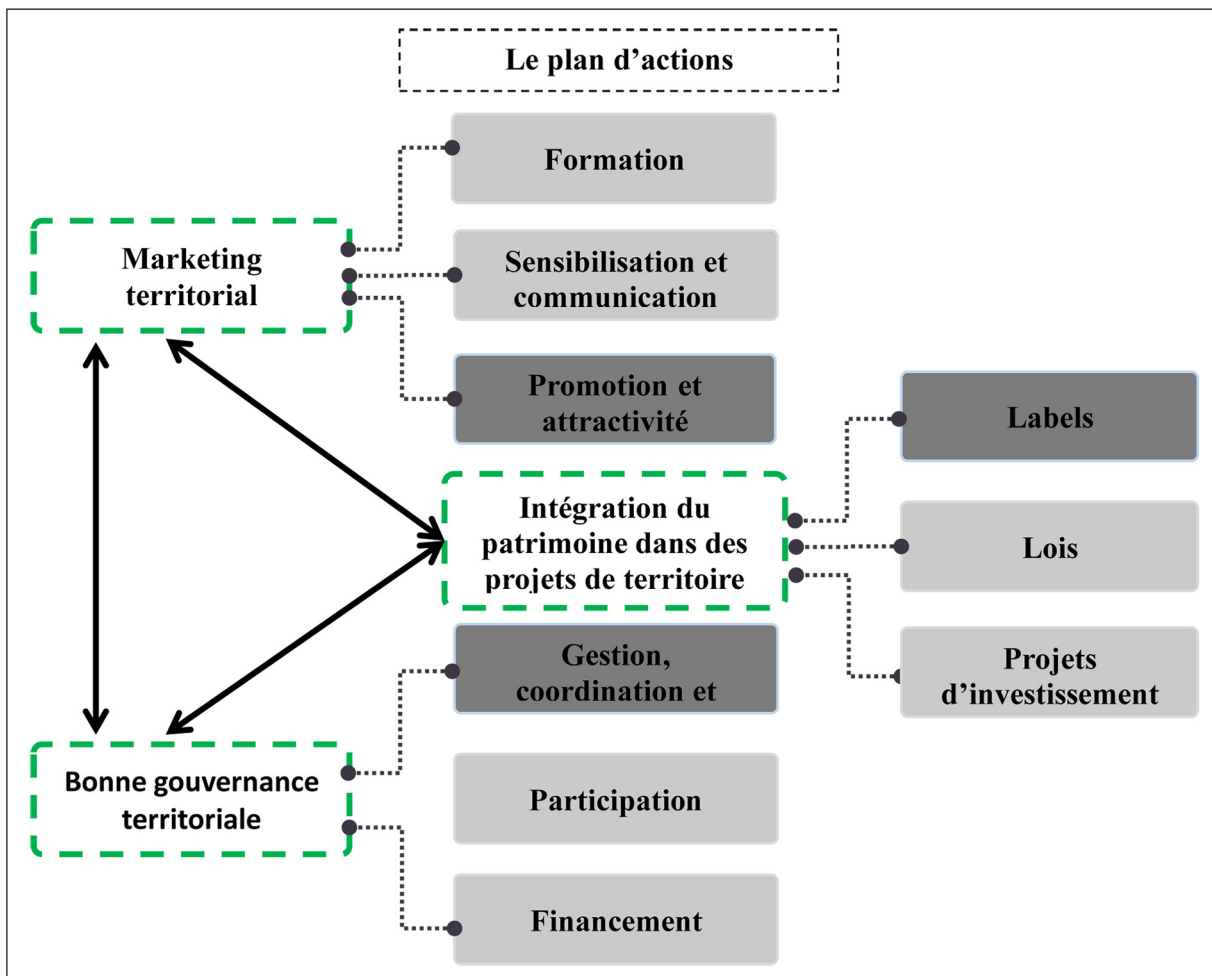 Le plan d’actions
Formation
Marketing
territorial
Sensibilisation et
communication
Promotion et
attractivité
Labels
Intégration du
patrimoine dans des
projets de territoire
Lois
Gestion,
coordination et
Projets
d’investissement
Bonne gouvernance
territoriale
Participation
Financement